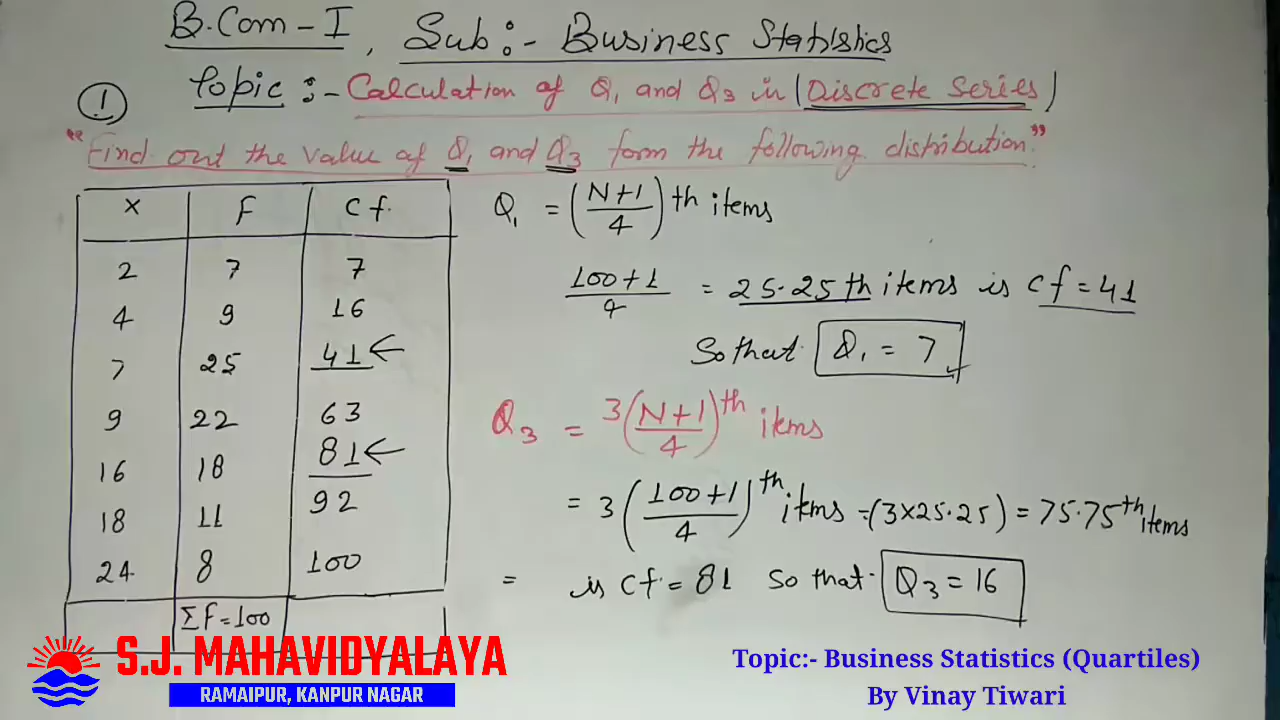 B.Com-I, Sub:- Business Statistics
① Topic:- Calculation of Q₁ and Q₃ in (Discrete Series)
"Find out the value of Q₁ and Q₃ form the following distribution"
X F Cf
2 7 7
4 9 16
7 25 41 ←
9 22 63
16 18 81 ←
18 11 92
24 8 100
Σf = 100
Q₁ = (N+1/4)th items
100+1/4 = 25.25th items is cf = 41
So that Q₁ = 7
Q₃ = 3(N+1/4)th items
= 3(100+1/4)th items = (3×25.25) = 75.75th items
= is cf = 81 So that Q₃ = 16
S.J. MAHAVIDYALAYA
RAMAIPUR, KANPUR NAGAR
Topic:- Business Statistics (Quartiles)
By Vinay Tiwari